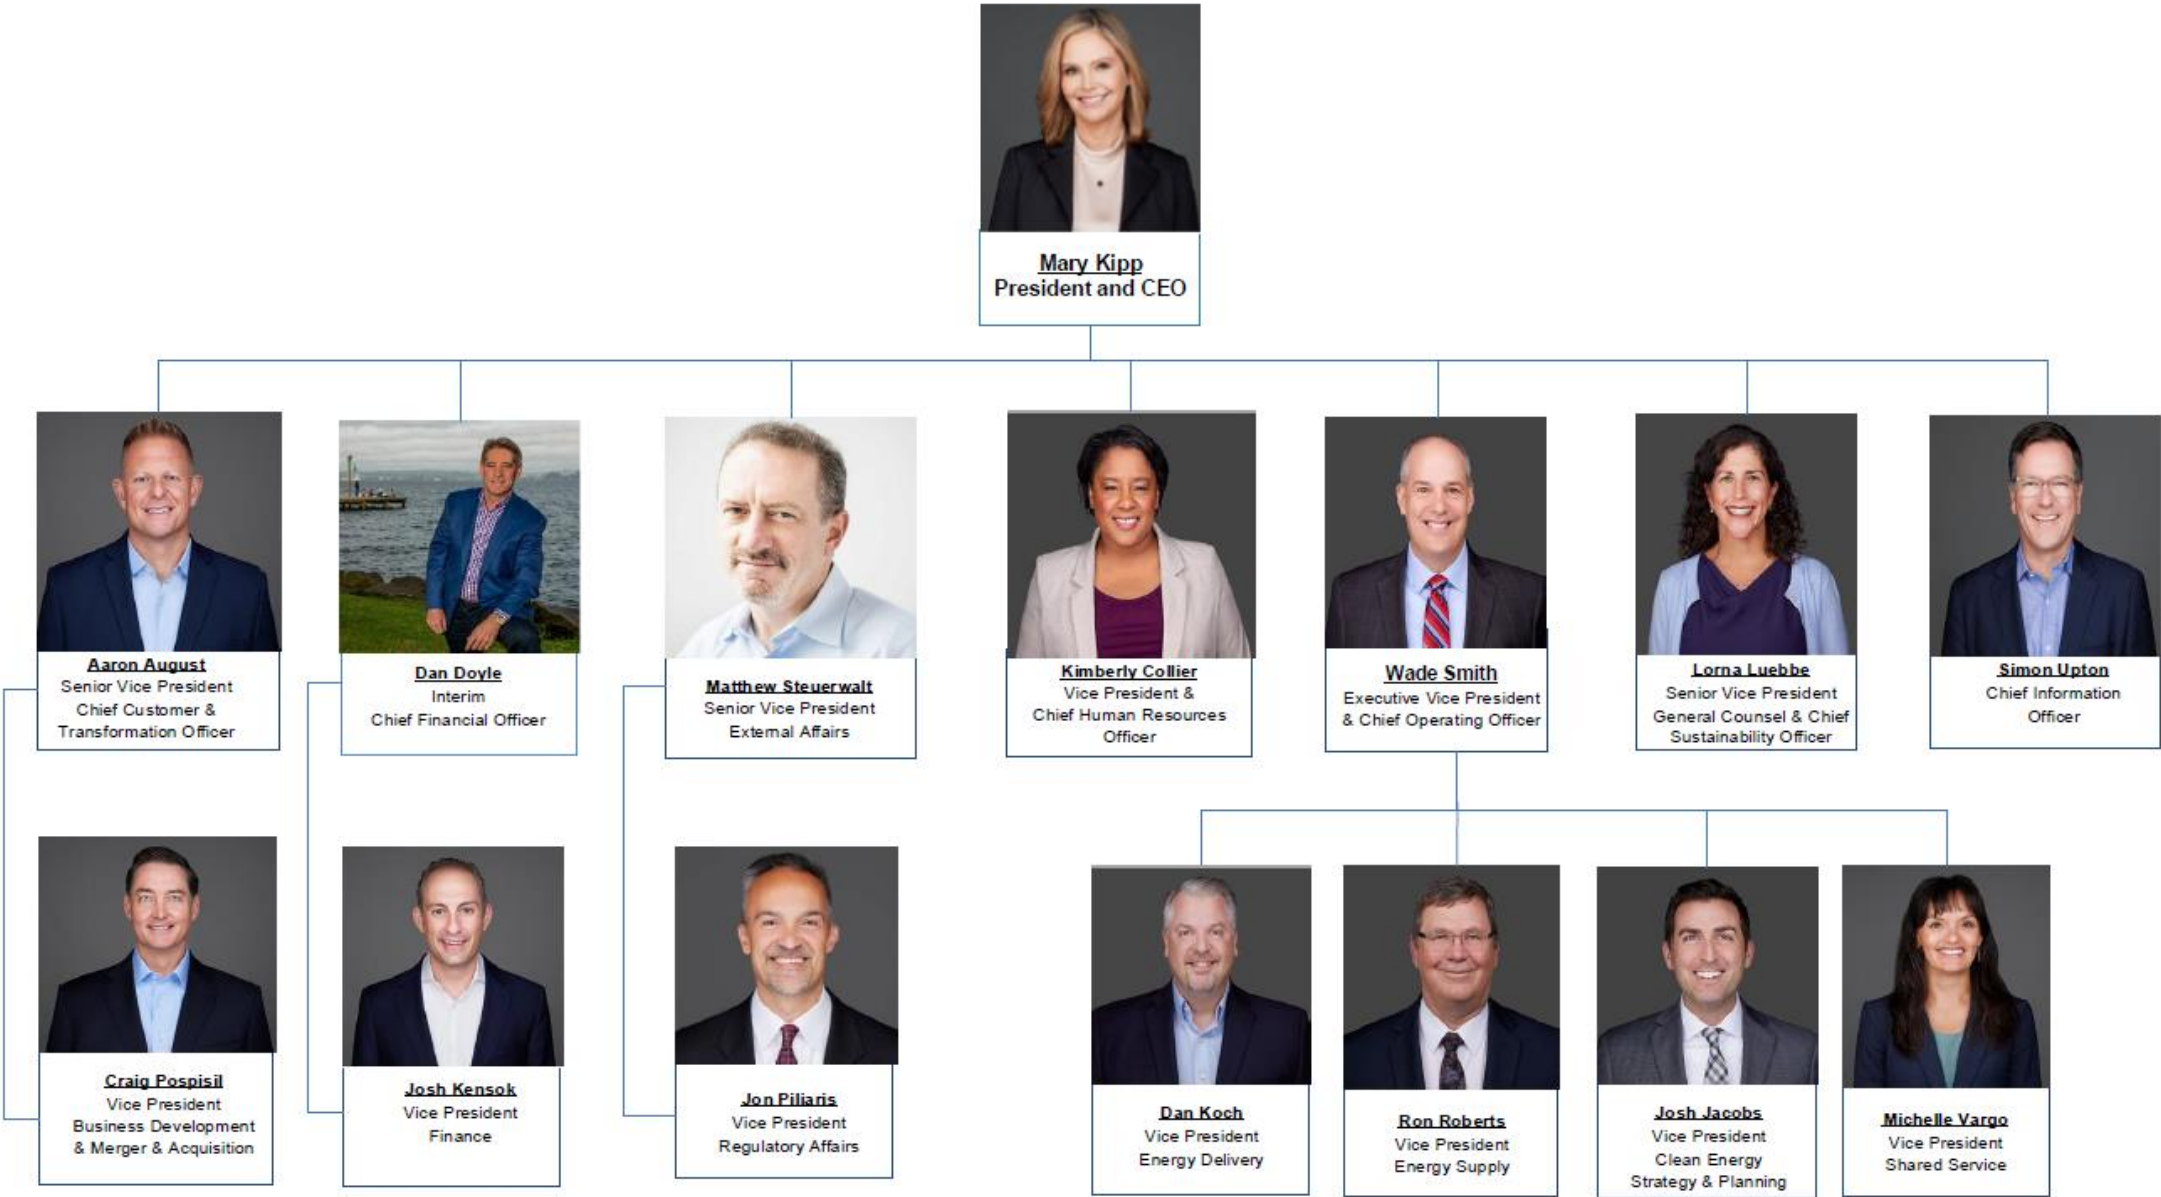 Mary Kipp
President and CEO
Aaron August
Senior Vice President
Chief Customer &
Transformation Officer
Dan Doyle
Interim
Chief Financial Officer
Matthew Steuerwalt
Senior Vice President
External Affairs
Kimberly Collier
Vice President &
Chief Human Resources
Officer
Wade Smith
Executive Vice President
& Chief Operating Officer
Lorna Luebbe
Senior Vice President
General Counsel & Chief
Sustainability Officer
Simon Upton
Chief Information
Officer
Craig Pospisil
Vice President
Business Development
& Merger & Acquisition
Josh Kensok
Vice President
Finance
Jon Piliaris
Vice President
Regulatory Affairs
Dan Koch
Vice President
Energy Delivery
Ron Roberts
Vice President
Energy Supply
Josh Jacobs
Vice President
Clean Energy
Strategy & Planning
Michelle Vargo
Vice President
Shared Service